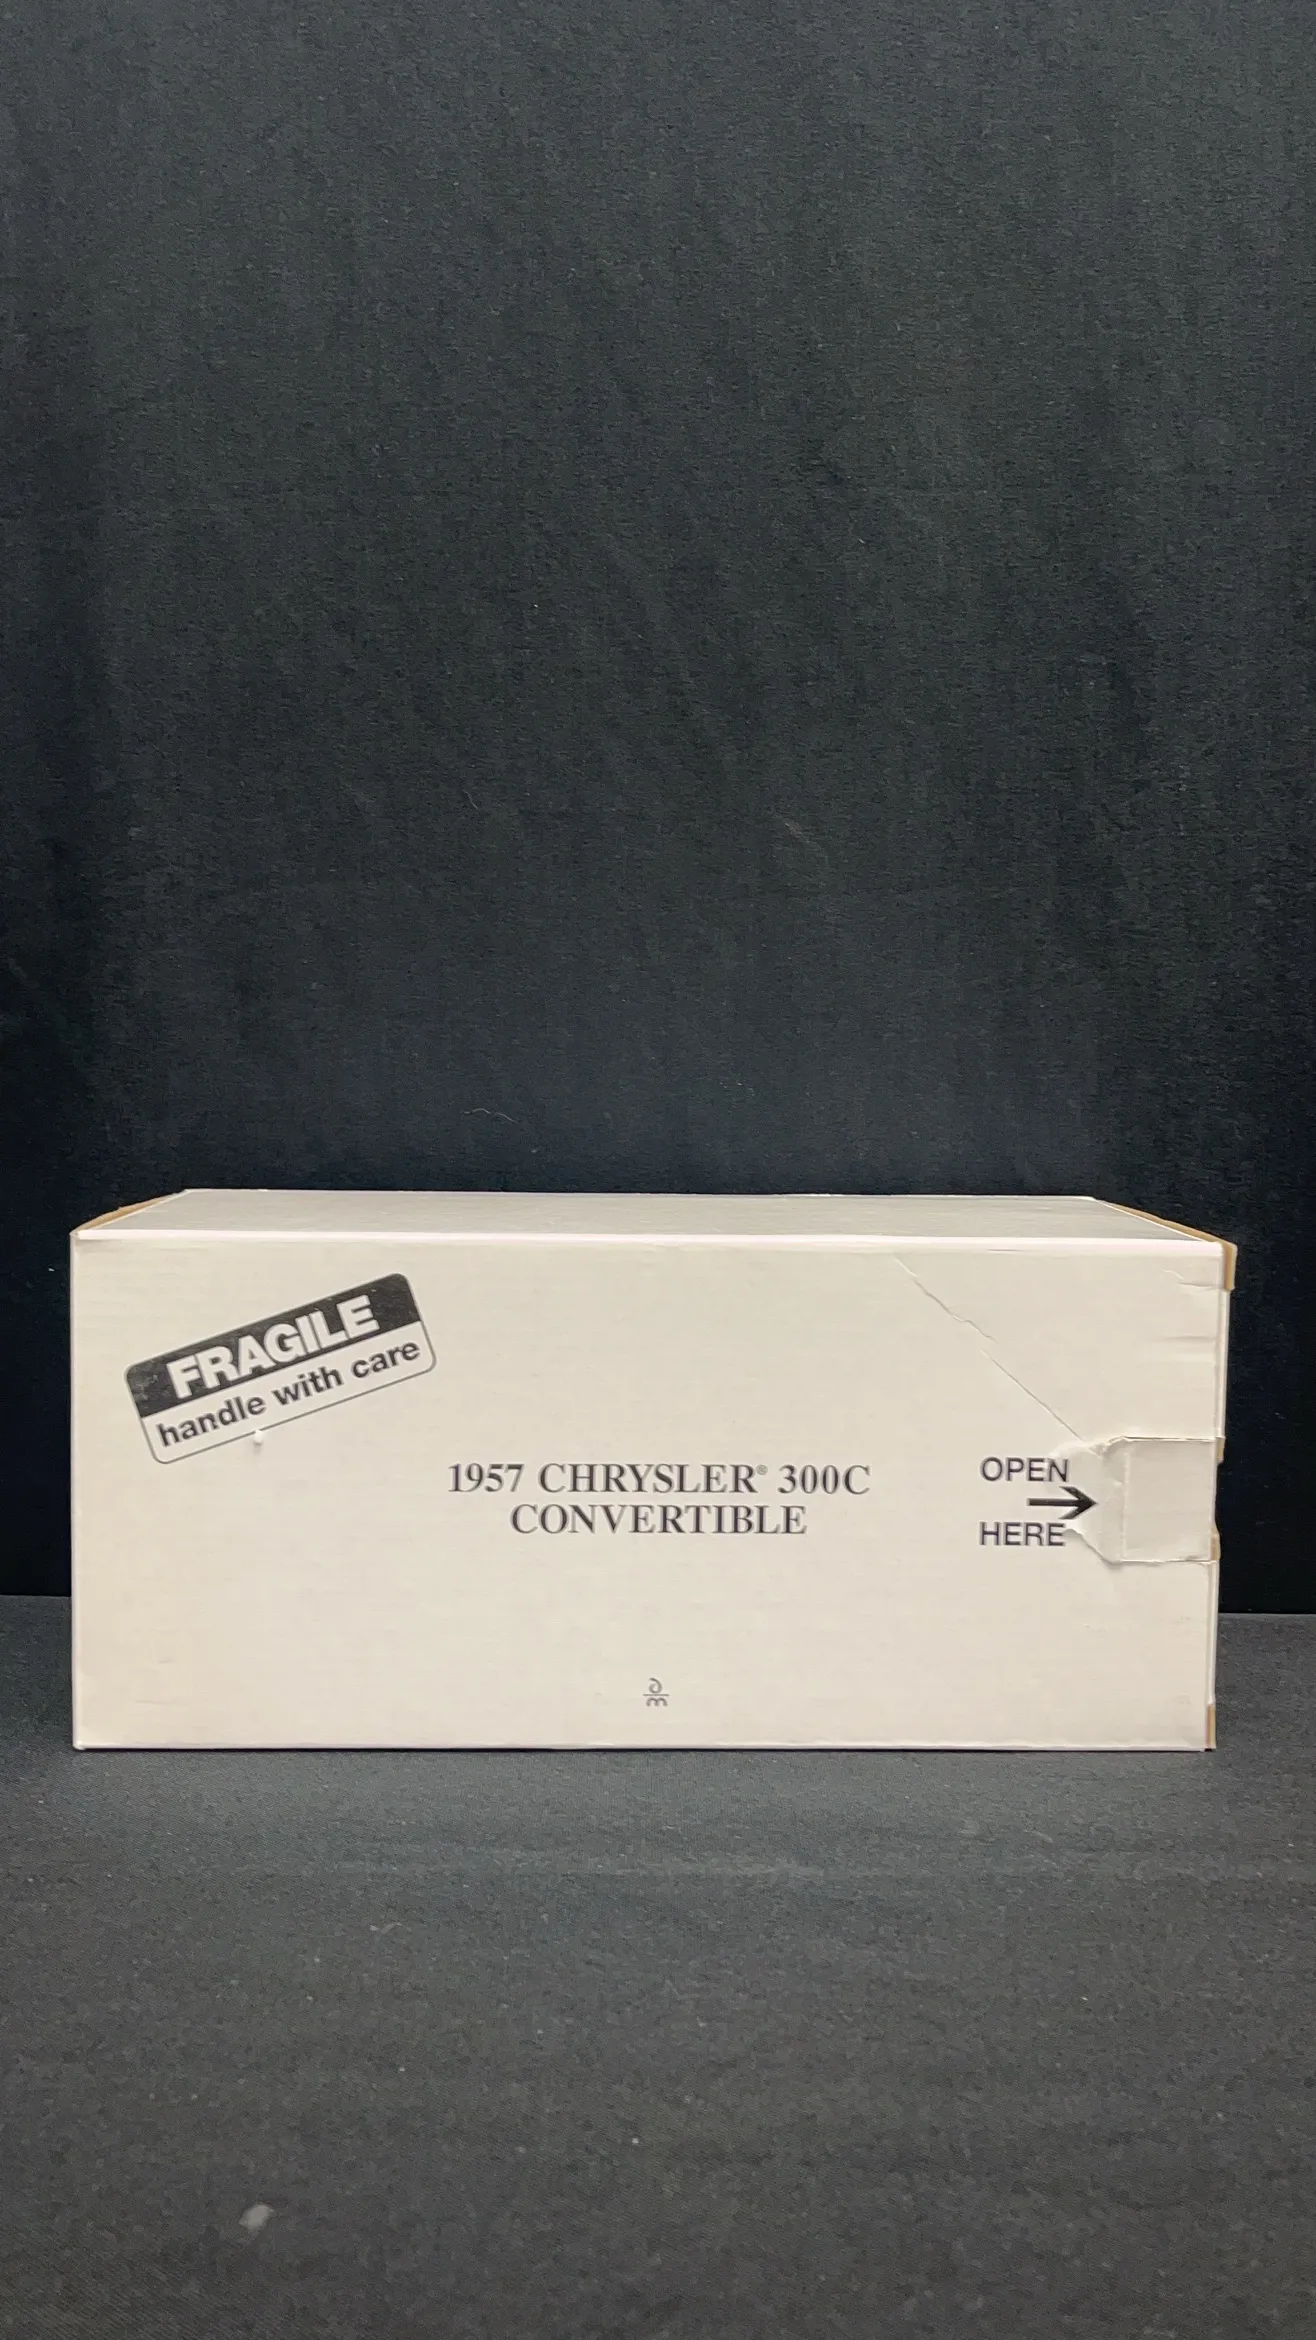 FRAGILE
handle with care
1957 CHRYSLER® 300C
CONVERTIBLE
OPEN
→
HERE